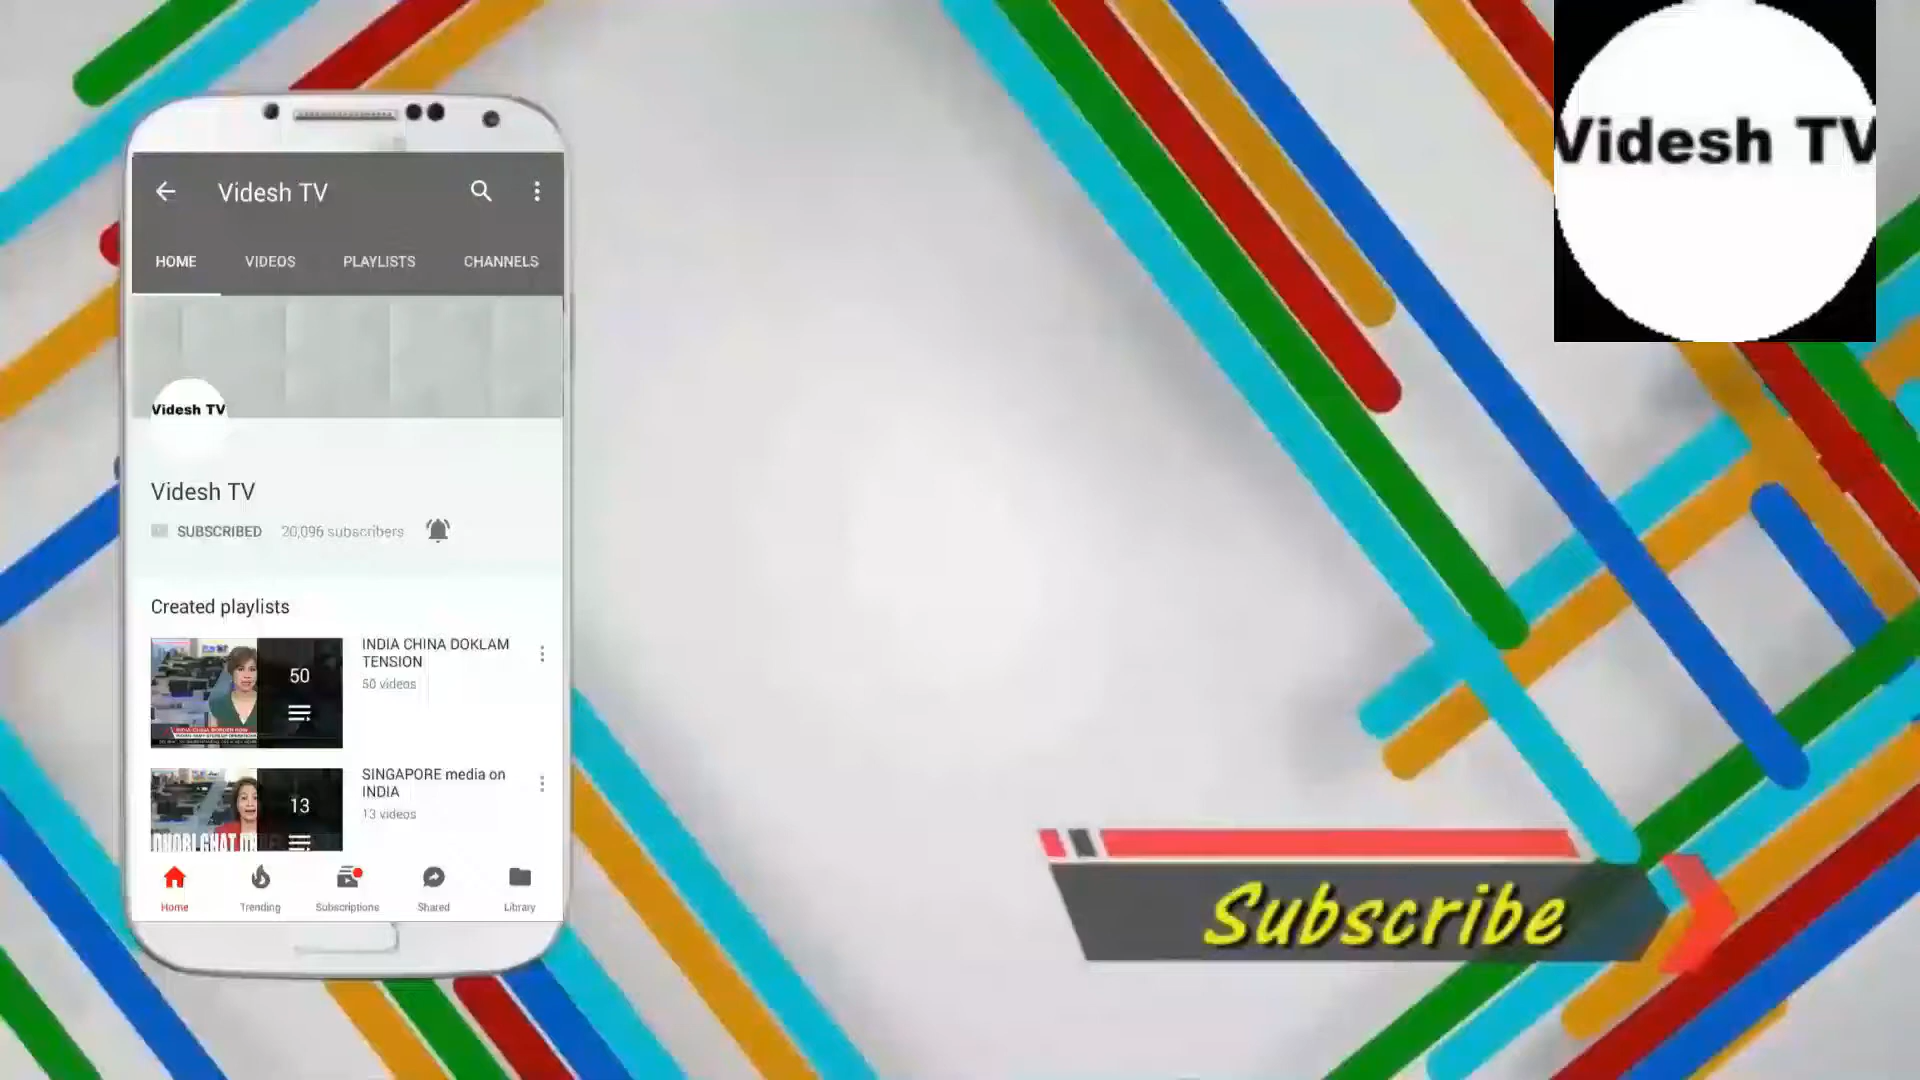 Videsh TV
Videsh TV
HOME VIDEOS PLAYLISTS CHANNELS
Videsh TV
Videsh TV
SUBSCRIBED 20,096 subscribers
Created playlists
INDIA CHINA DOKLAM
TENSION
50
50 videos
SINGAPORE media on
INDIA
13
13 videos
Home Trending Subscriptions Shared Library
Subscribe